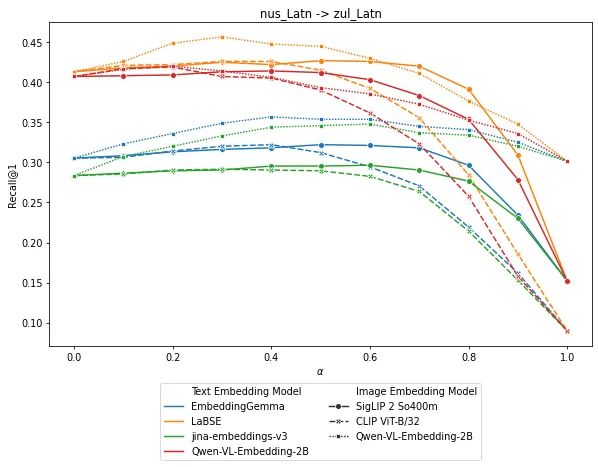 nus_Latn -> zul_Latn
Recall@1
0.45
0.40
0.35
0.30
0.25
0.20
0.15
0.10
0.0 0.2 0.4 0.6 0.8 1.0
α
Text Embedding Model Image Embedding Model
EmbeddingGemma SigLIP 2 So400m
LaBSE CLIP ViT-B/32
jina-embeddings-v3 Qwen-VL-Embedding-2B
Qwen-VL-Embedding-2B